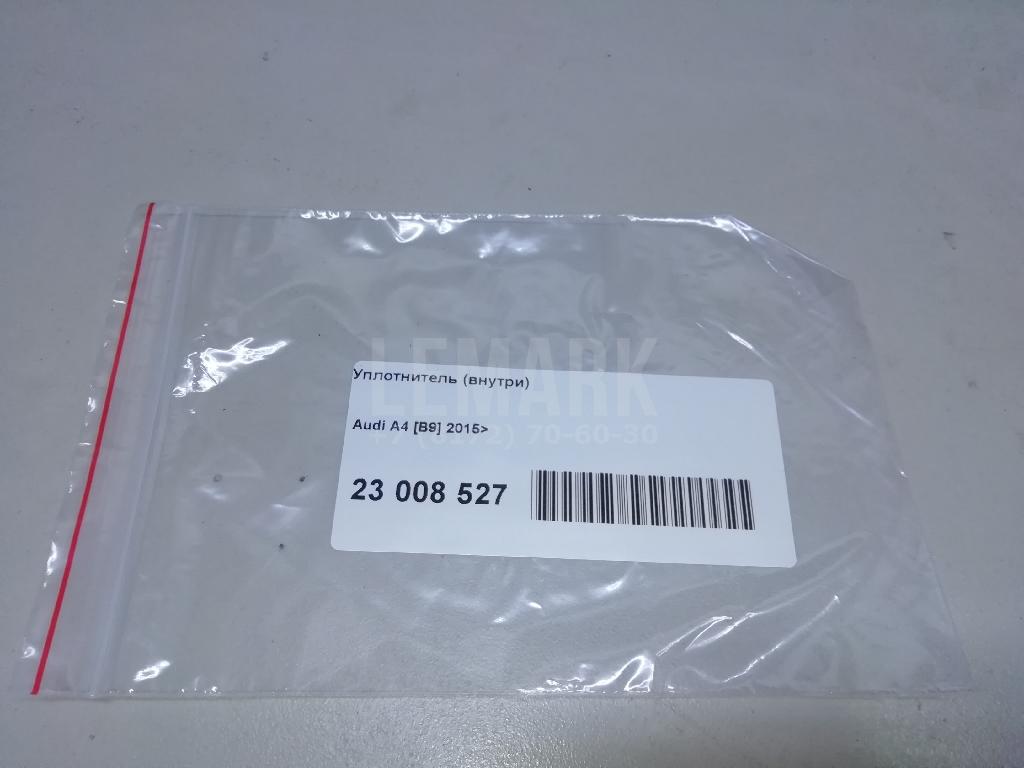 LEMARK
Уплотнитель (внутри)
Audi A4 [B9] 2015>
70-60-30
23 008 527